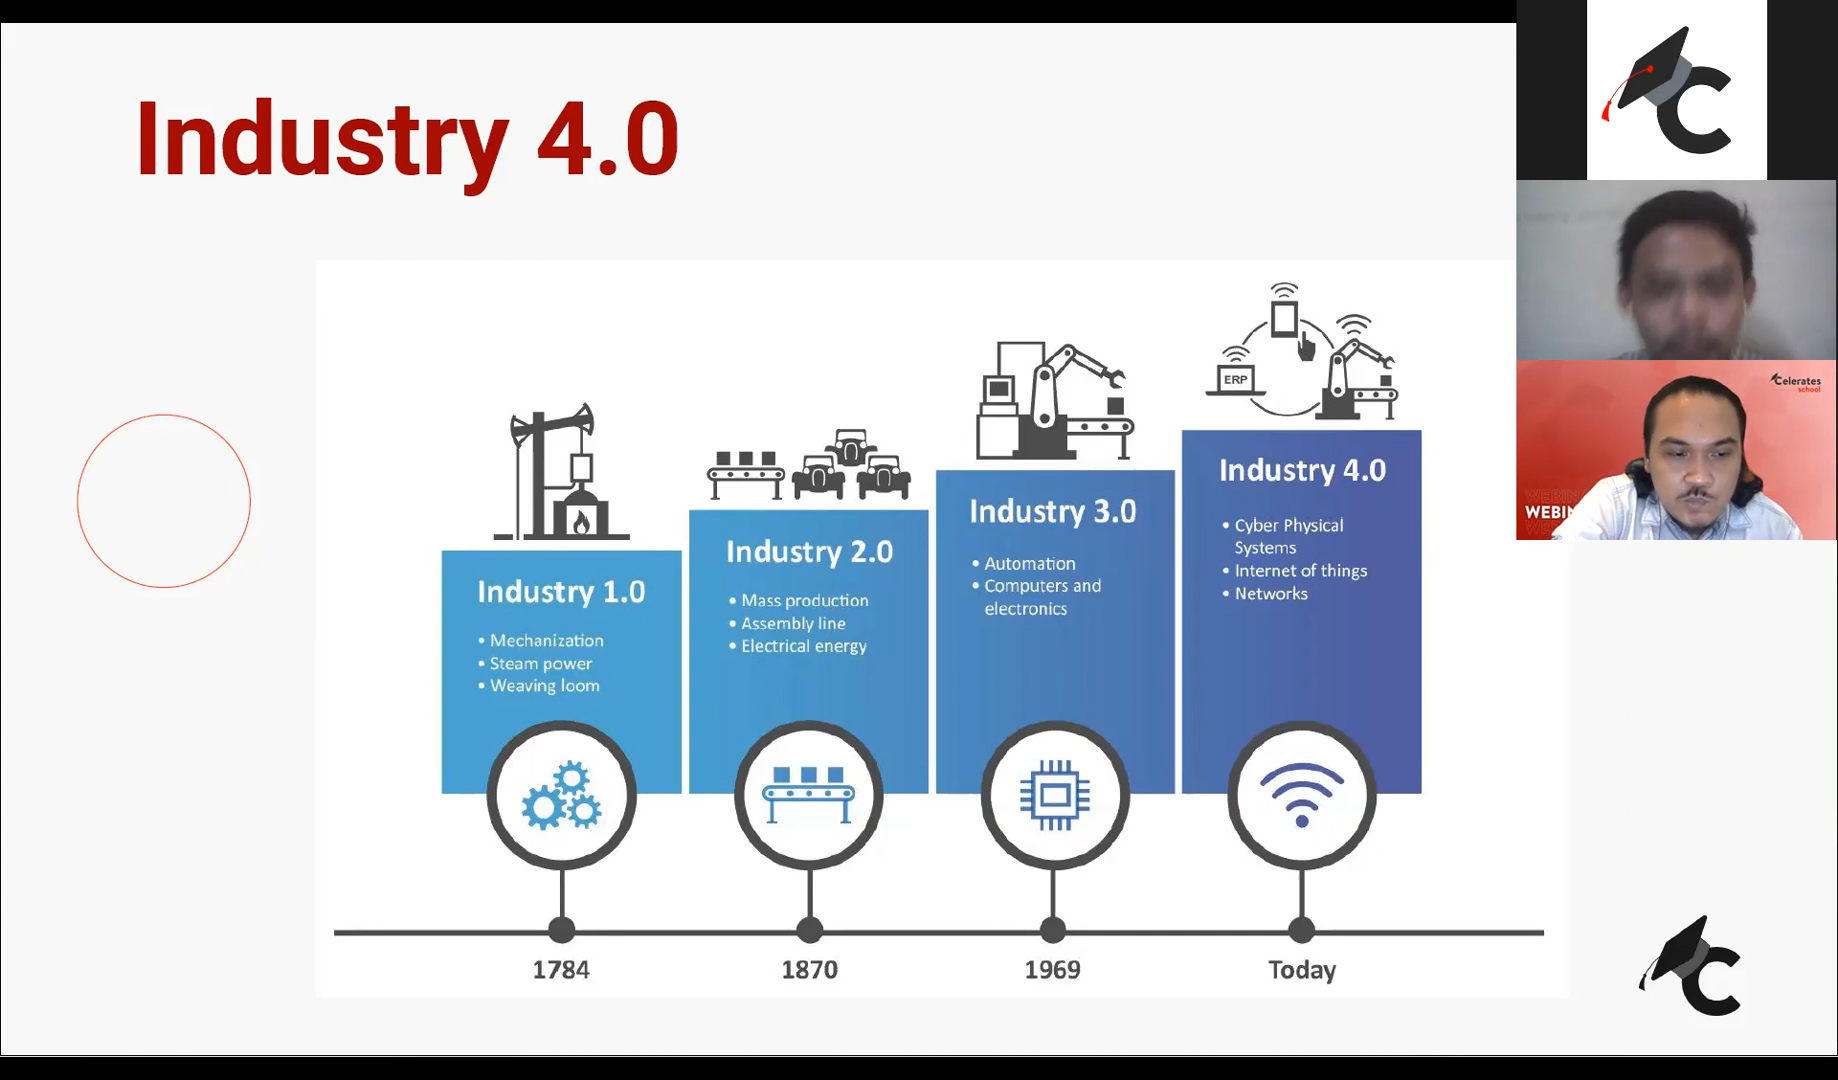 Industry 4.0
Celerates
school
WEBIN
ERP
Industry 1.0
• Mechanization
• Steam power
• Weaving loom
Industry 2.0
• Mass production
• Assembly line
• Electrical energy
Industry 3.0
• Automation
• Computers and
electronics
Industry 4.0
• Cyber Physical
Systems
• Internet of things
• Networks
1784
1870
1969
Today